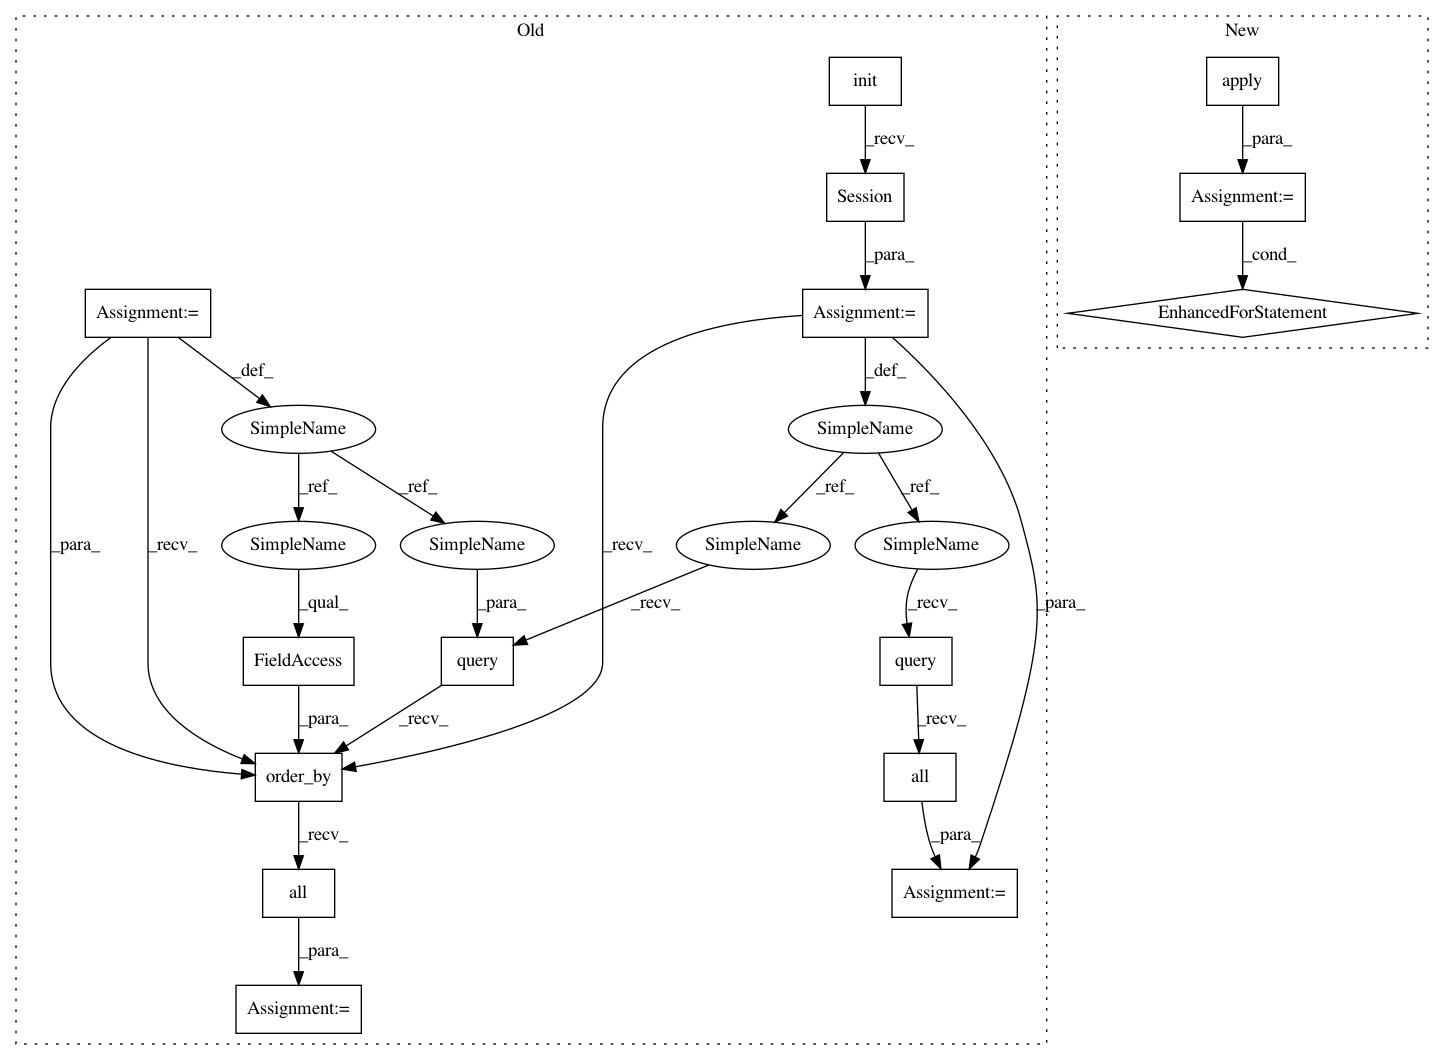 Old
New
init
apply
_recv_
_para_
Session
Assignment:=
_para_
_cond_
Assignment:=
Assignment:=
EnhancedForStatement
_def_
_def_
SimpleName
SimpleName
_ref_
_ref_
_ref_
_ref_
_para_
_recv_
SimpleName
SimpleName
_recv_
SimpleName
SimpleName
_qual_
_para_
_recv_
_recv_
_para_
FieldAccess
query
query
_para_
_recv_
_recv_
order_by
all
_recv_
_para_
all
Assignment:=
_para_
Assignment:=